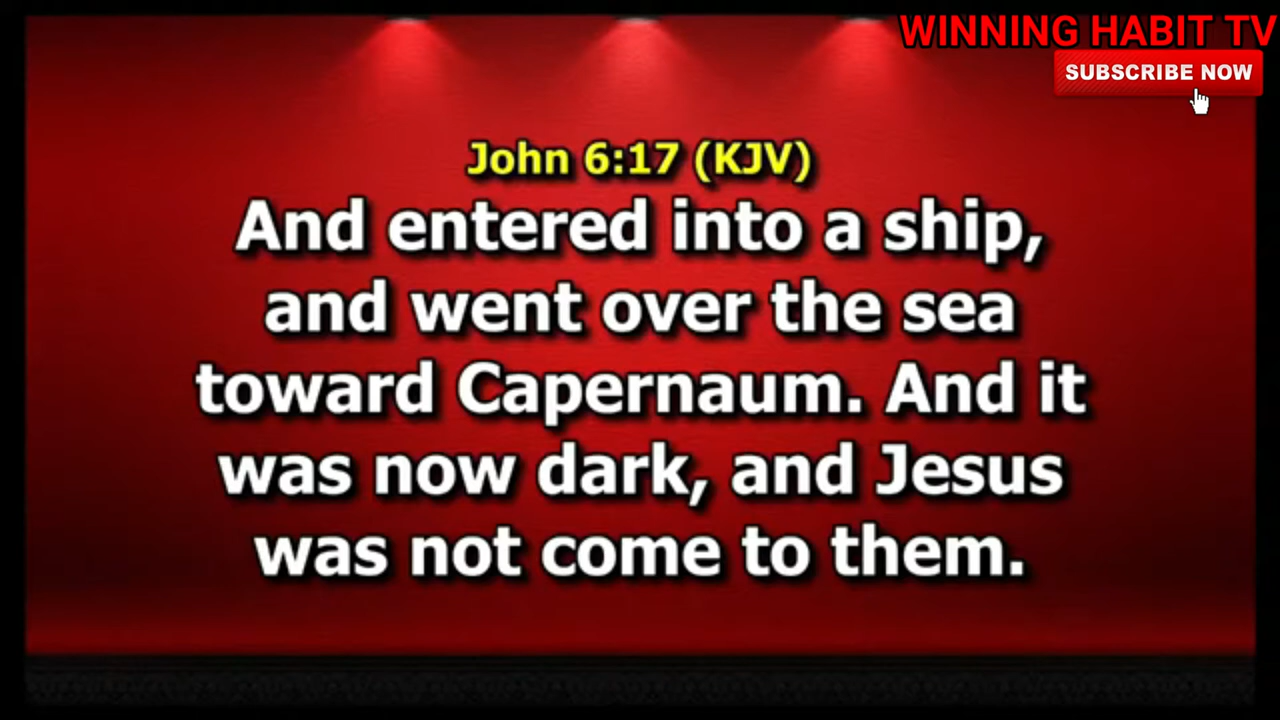 WINNING HABIT TV
SUBSCRIBE NOW
John 6:17 (KJV)
And entered into a ship,
and went over the sea
toward Capernaum. And it
was now dark, and Jesus
was not come to them.